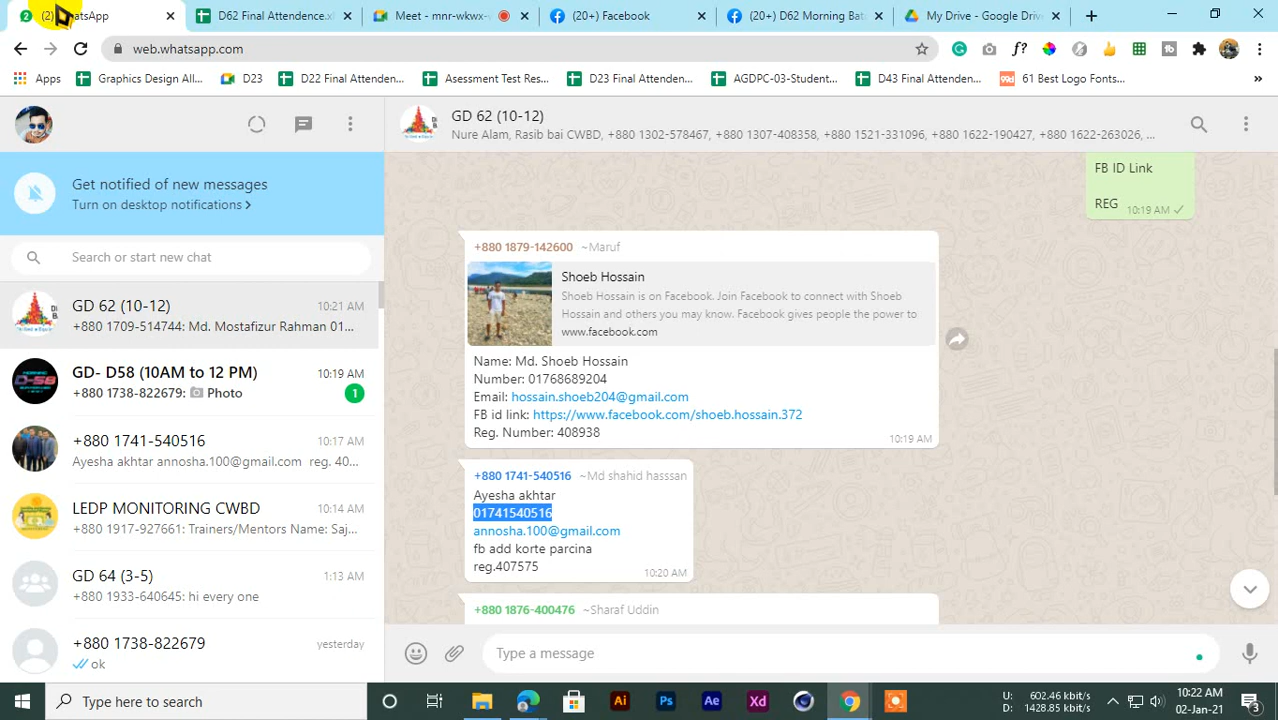 (2) WhatsApp
D62 Final Attendence.xl
Meet - mnr-wkwx-
(20+) Facebook
(20+) D62 Morning Bat
My Drive - Google Driv
web.whatsapp.com
Apps
Graphics Design All...
D23
D22 Final Attenden...
Asessment Test Res...
D23 Final Attenden...
AGDPC-03-Student...
D43 Final Attenden...
61 Best Logo Fonts...
GD 62 (10-12)
Nure Alam, Rasib bai CWBD, +880 1302-578467, +880 1307-408358, +880 1521-331096, +880 1622-190427, +880 1622-263026, ...
Get notified of new messages
Turn on desktop notifications >
Search or start new chat
GD 62 (10-12)
10:21 AM
+880 1709-514744: Md. Mostafizur Rahman 01...
GD- D58 (10AM to 12 PM)
10:19 AM
+880 1738-822679: Photo
1
+880 1741-540516
10:17 AM
Ayesha akhtar annosha.100@gmail.com reg. 40...
LEDP MONITORING CWBD
10:14 AM
+880 1917-927661: Trainers/Mentors Name: Saj...
GD 64 (3-5)
1:13 AM
+880 1933-640645: hi every one
+880 1738-822679
yesterday
ok
FB ID Link
REG
10:19 AM
+880 1879-142600 ~Maruf
Shoeb Hossain
Shoeb Hossain is on Facebook. Join Facebook to connect with Shoeb
Hossain and others you may know. Facebook gives people the power to
www.facebook.com
Name: Md. Shoeb Hossain
Number: 01768689204
Email: hossain.shoeb204@gmail.com
FB id link: https://www.facebook.com/shoeb.hossain.372
Reg. Number: 408938
10:19 AM
+880 1741-540516 ~Md shahid hasssan
Ayesha akhtar
01741540516
annosha.100@gmail.com
fb add korte parcina
reg.407575
10:20 AM
+880 1876-400476 ~Sharaf Uddin
Type a message
Type here to search
Ai
Ps
Ae
Xd
U: 602.46 kbit/s
D: 1428.85 kbit/s
10:22 AM
02-Jan-21
3